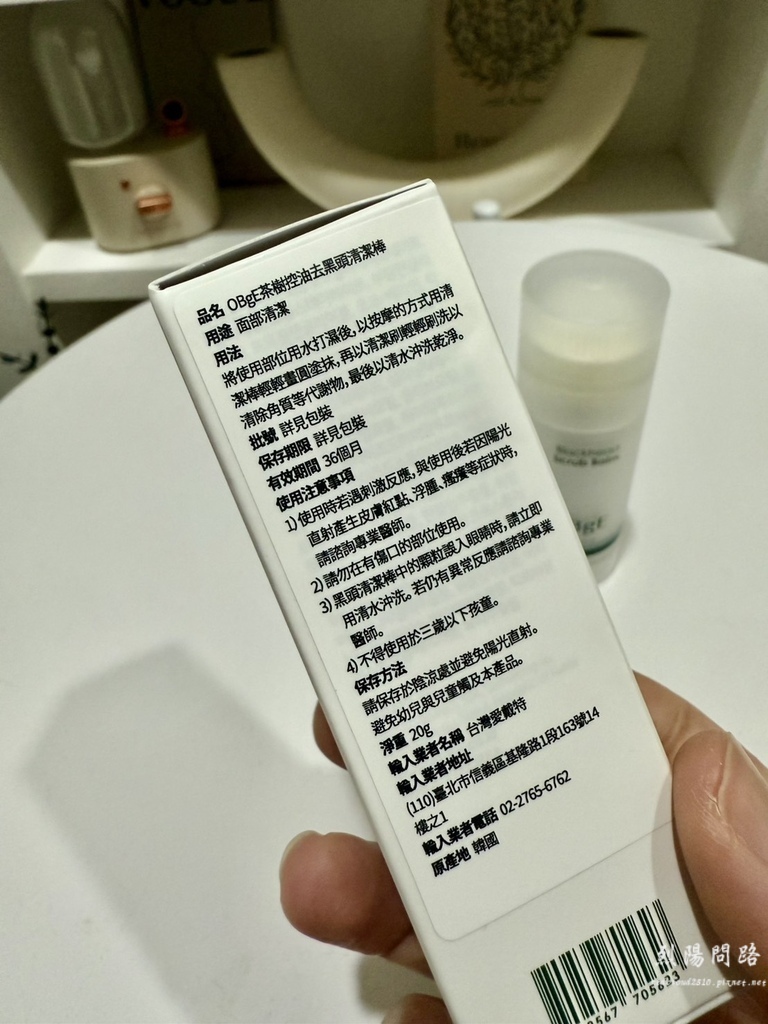 VOGUE
品名 OBgE茶樹控油去黑頭清潔棒
用途 面部清潔
用法
將使用部位用水打濕後，以按摩的方式用清
潔棒輕輕畫圓塗抹，再以清潔刷輕輕刷洗以
清除角質等代謝物，最後以清水沖洗乾淨。
批號 詳見包裝
保存期限 詳見包裝
有效期間 36個月
使用注意事項
1) 使用時若遇刺激反應，與使用後若因陽光
直射產生皮膚紅點、浮腫、瘙癢等症狀時，
請諮詢專業醫師。
2) 請勿在有傷口的部位使用。
3) 黑頭清潔棒中的顆粒誤入眼睛時，請立即
用清水沖洗。若仍有異常反應請諮詢專業
醫師。
4) 不得使用於三歲以下孩童。
保存方法
請保存於陰涼處並避免陽光直射。
避免幼兒與兒童觸及本產品。
淨重 20g
輸入業者名稱 台灣愛戴特
輸入業者地址
(110)臺北市信義區基隆路1段163號14
樓之1
輸入業者電話 02-2765-6762
原產地 韓國
Blackhead
Scrub Balm
陽問路